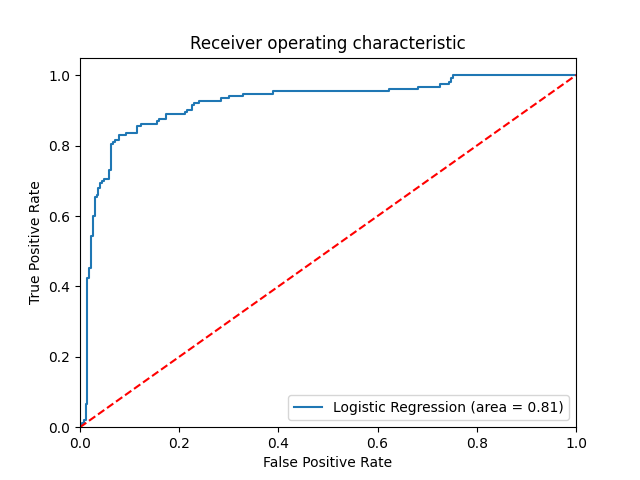 Receiver operating characteristic
1.0
0.8
0.6
0.4
0.2
0.0
True Positive Rate
Logistic Regression (area = 0.81)
0.0 0.2 0.4 0.6 0.8 1.0
False Positive Rate